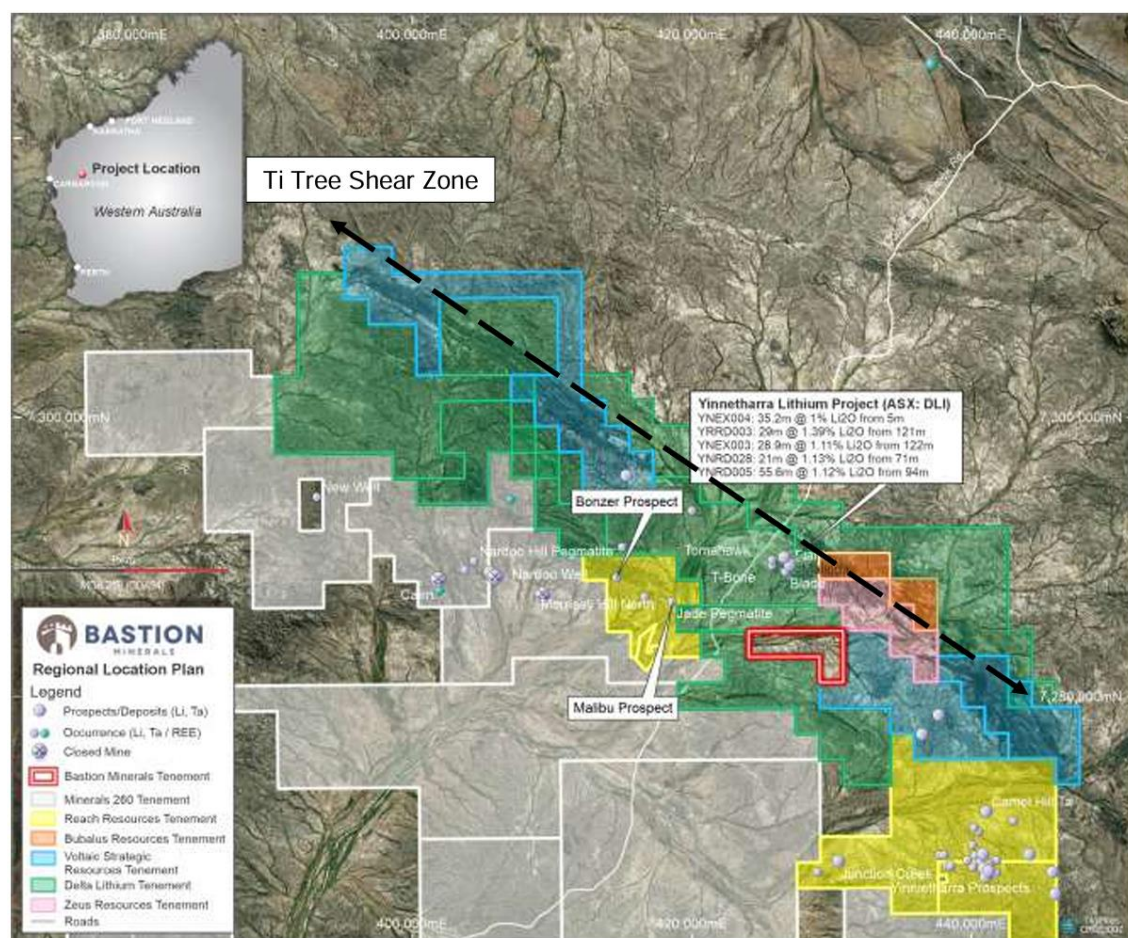 380,000mE
400,000mE
420,000mE
440,000mE
PORT HEDLAND
KARRATHA
Project Location
CARNARVON
Western Australia
PERTH
Ti Tree Shear Zone
7,300,000mN
7,300,000mN
Yinnetharra Lithium Project (ASX: DLI)
YNEX004: 35.2m @ 1% Li2O from 5m
YRRD003: 29m @ 1.39% Li2O from 121m
YNEX003: 28.9m @ 1.11% Li2O from 122m
YNRD028: 21m @ 1.13% Li2O from 71m
YNRD005: 55.6m @ 1.12% Li2O from 94m
New Well
Bonzer Prospect
Nardoo Hill Pegmatite
Tomahawk
Nardoo Well
T-Bone
Cairn
Morrisey Hill North
Jade Pegmatite
N
Malibu Prospect
7,280,000mN
BASTION
MINERALS
Regional Location Plan
Legend
Prospects/Deposits (Li, Ta)
Occurrence (Li, Ta / REE)
Closed Mine
Bastion Minerals Tenement
Minerals 260 Tenement
Reach Resources Tenement
Bubalus Resources Tenement
Voltaic Strategic
Resources Tenement
Delta Lithium Tenement
Zeus Resources Tenement
Roads
Camel Hill Ta
Junction Creek
Yinnetharra Prospects
400,000mE
420,000mE
440,000mE